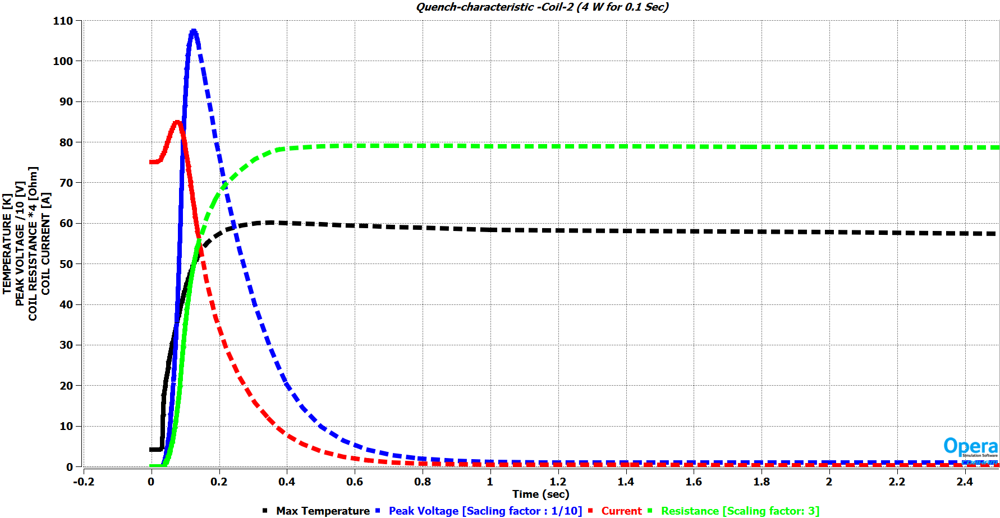 Quench-characteristic -Coil-2 (4 W for 0.1 Sec)
TEMPERATURE [K]
PEAK VOLTAGE /10 [V]
COIL RESISTANCE *4 [Ohm]
COIL CURRENT [A]
110
100
90
80
70
60
50
40
30
20
10
0
-0.2 0 0.2 0.4 0.6 0.8 1 1.2 1.4 1.6 1.8 2 2.2 2.4
Time (sec)
Opera
Simulation Software
Max Temperature Peak Voltage [Sacling factor : 1/10] Current Resistance [Scaling factor: 3]